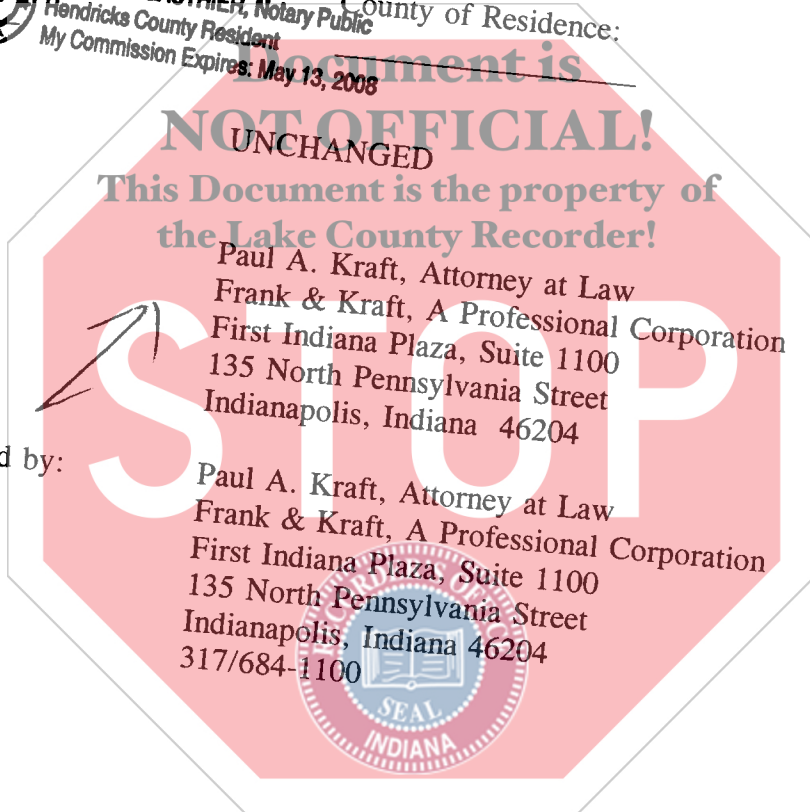 Notary Public
Hendricks County Resident
My Commission Expires: May 13, 2008
County of Residence:
Document is
NOT OFFICIAL!
UNCHANGED
This Document is the property of
the Lake County Recorder!
Paul A. Kraft, Attorney at Law
Frank & Kraft, A Professional Corporation
First Indiana Plaza, Suite 1100
135 North Pennsylvania Street
Indianapolis, Indiana 46204
STOP
d by:
Paul A. Kraft, Attorney at Law
Frank & Kraft, A Professional Corporation
First Indiana Plaza, Suite 1100
135 North Pennsylvania Street
Indianapolis, Indiana 46204
317/684-1100
RECORDER'S OFFICE
SEAL
INDIANA